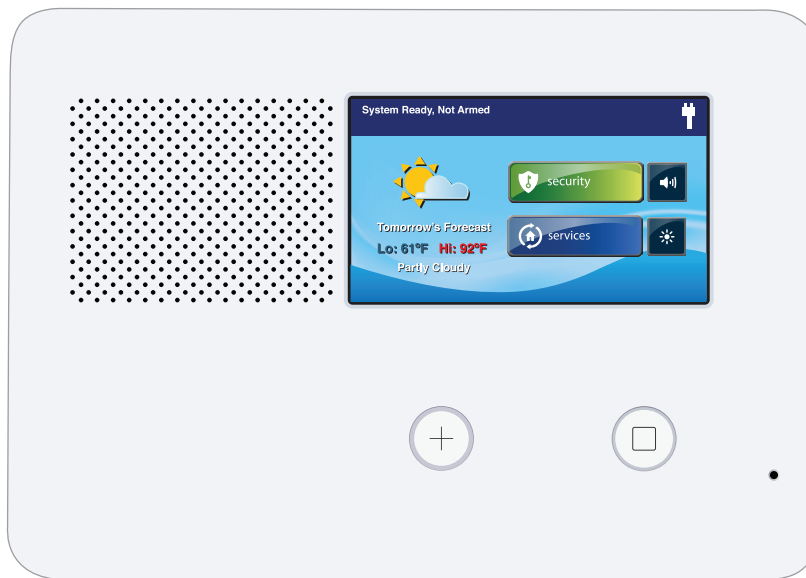 System Ready, Not Armed
security
Tomorrow's Forecast
services
Lo: 61°F Hi: 92°F
Partly Cloudy